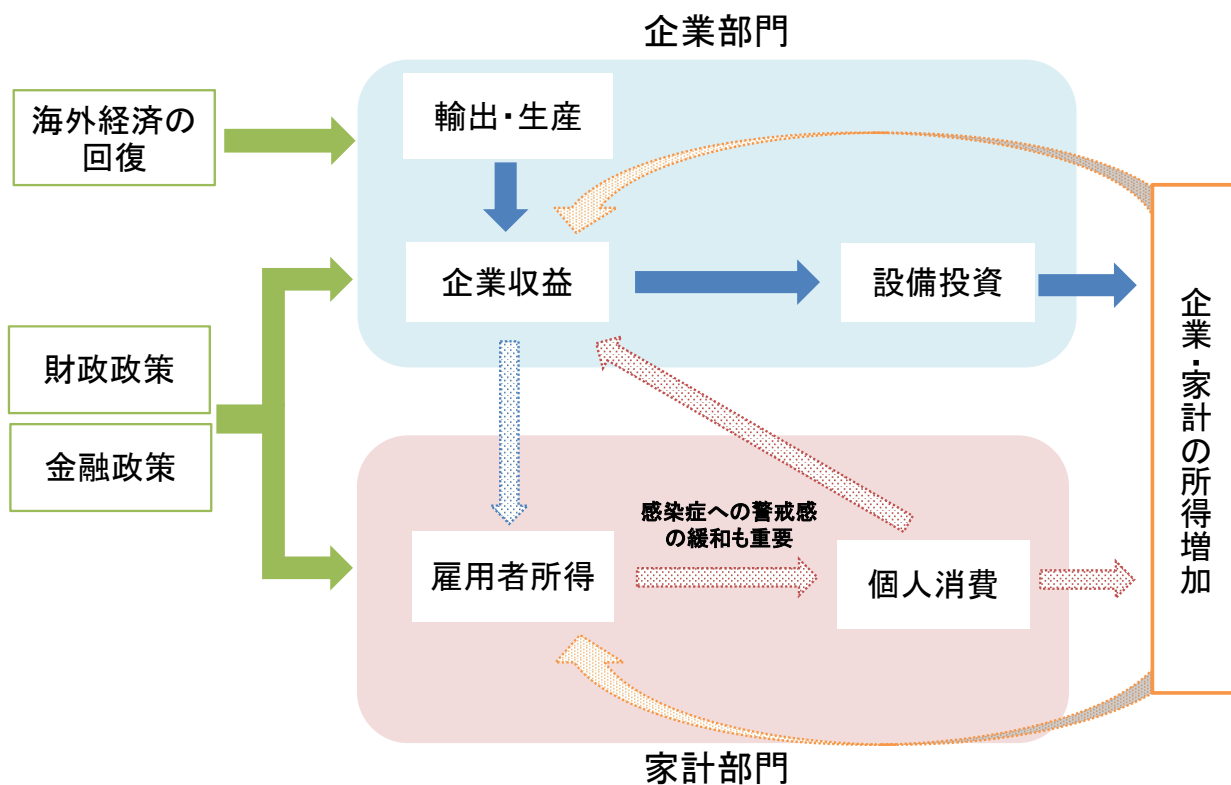 企業部門
海外経済の
回復
輸出・生産
企業収益
設備投資
財政政策
金融政策
企業・家計の所得増加
感染症への警戒感
の緩和も重要
雇用者所得
個人消費
家計部門